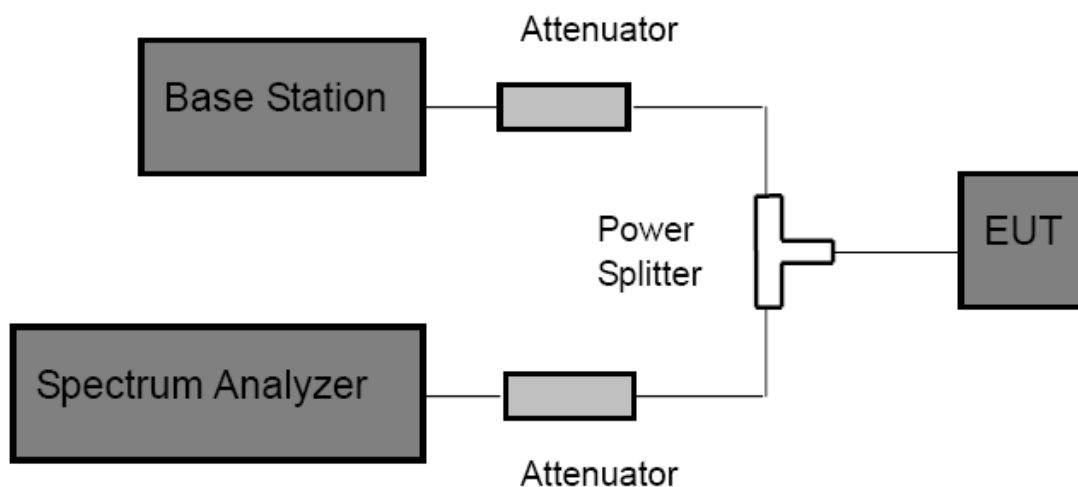 Attenuator
Base Station
Power
Splitter
EUT
Spectrum Analyzer
Attenuator